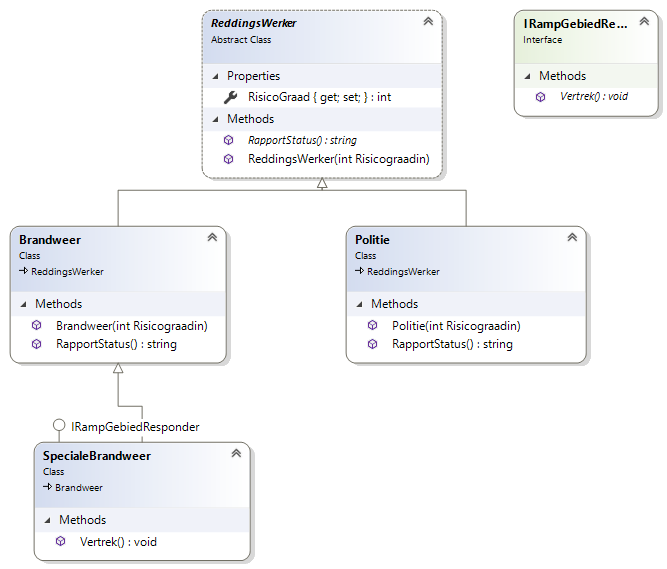 ReddingsWerker
Abstract Class
Properties
RisicoGraad { get; set; } : int
Methods
RapportStatus() : string
ReddingsWerker(int Risicograadin)
IRampGebiedRe...
Interface
Methods
Vertrek() : void
Brandweer
Class
ReddingsWerker
Methods
Brandweer(int Risicograadin)
RapportStatus() : string
Politie
Class
ReddingsWerker
Methods
Politie(int Risicograadin)
RapportStatus() : string
IRampGebiedResponder
SpecialeBrandweer
Class
Brandweer
Methods
Vertrek() : void